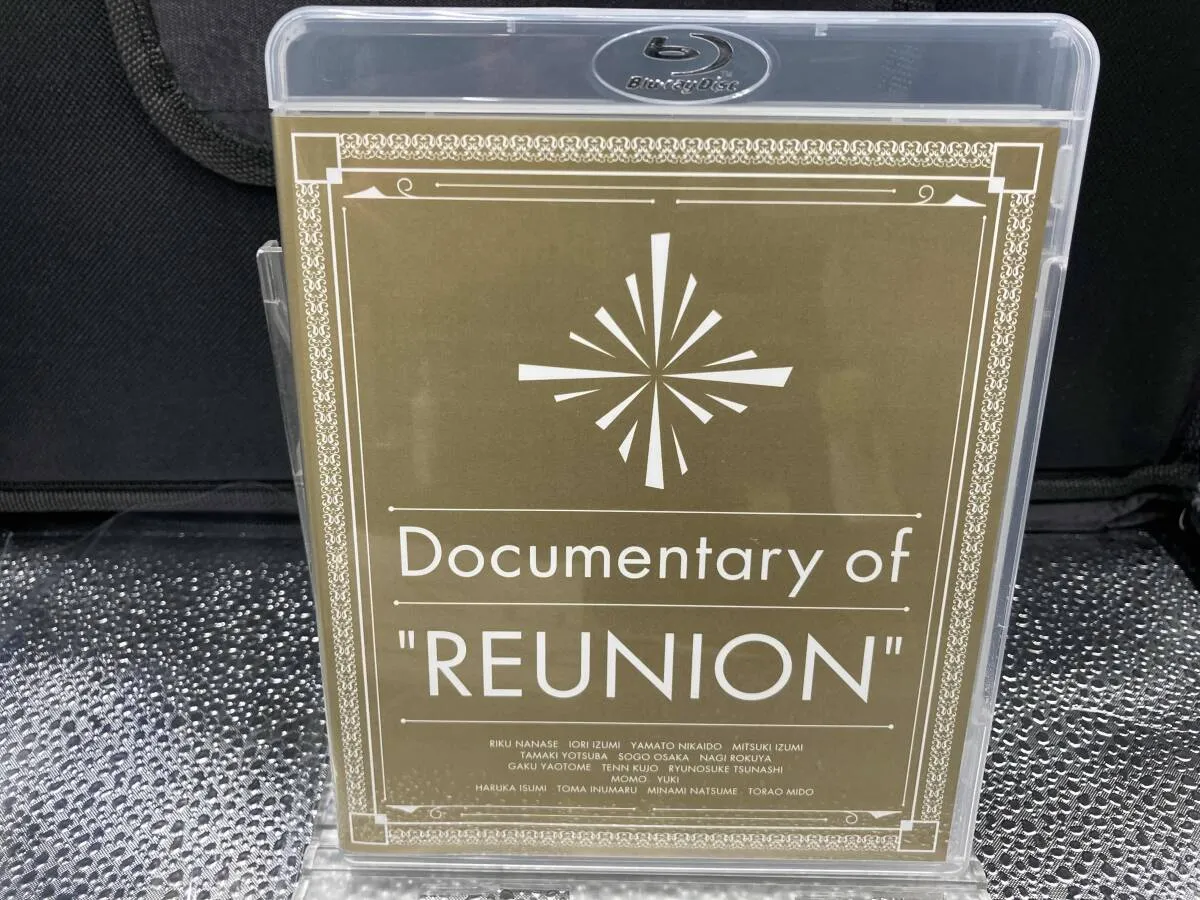 Blu-ray Disc
Documentary of
"REUNION"
RIKU NANASE IORI IZUMI YAMATO NIKAIDO MITSUKI IZUMI
TAMAKI YOTSUBA SOGO OSAKA NAGI ROKUYA
GAKU YAOTOME TENN KUJO RYUNOSUKE TSUNASHI
MOMO YUKI
HARUKA ISUMI TOMA INUMARU MINAMI NATSUME TORAO MIDO